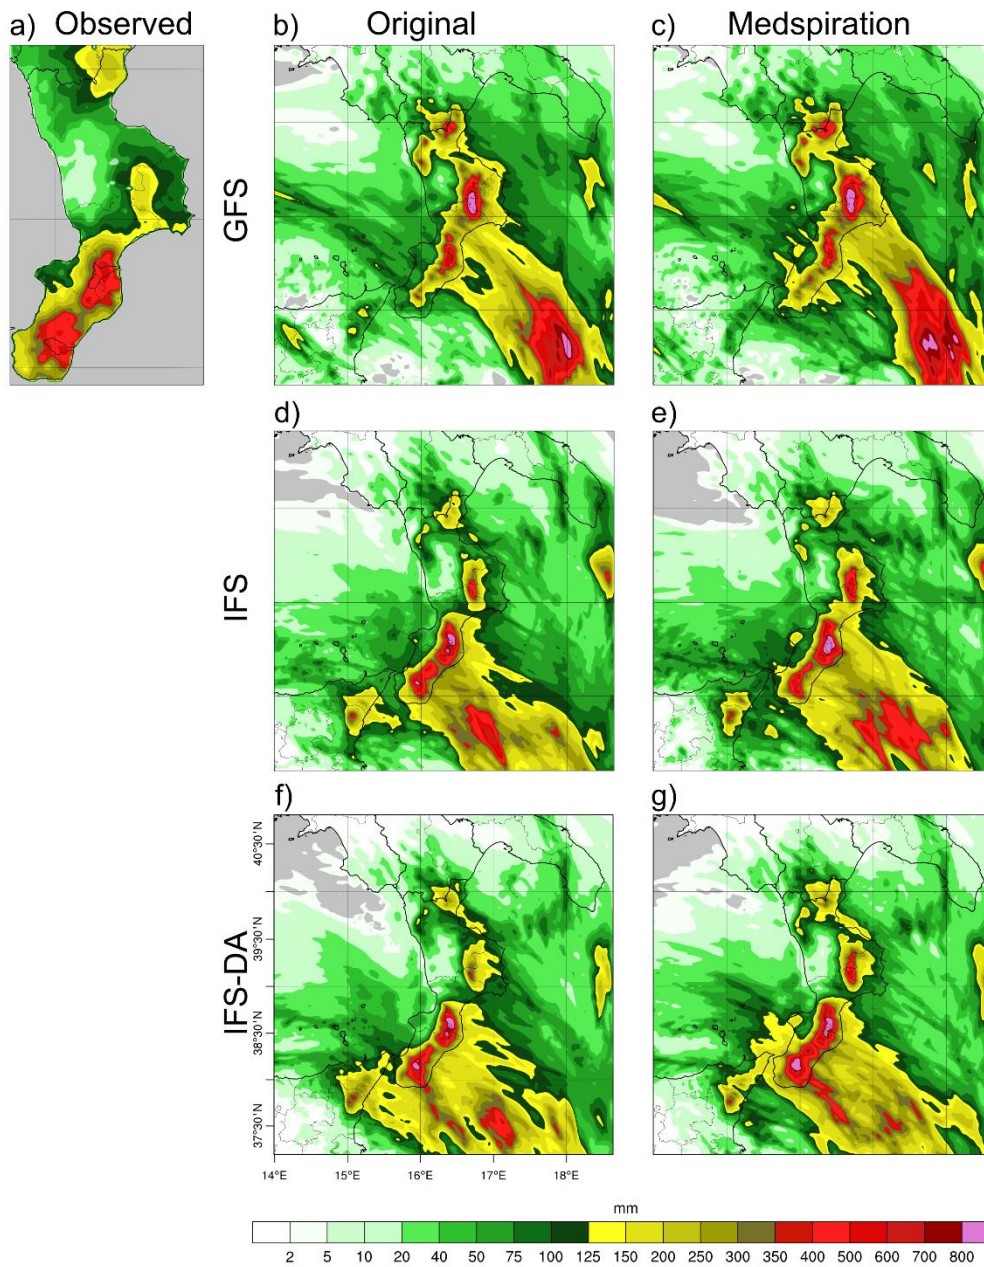 a) Observed
b) Original
c) Medspiration
GFS
d)
e)
IFS
f)
g)
IFS-DA
40°30'N
39°30'N
38°30'N
37°30'N
14°E 15°E 16°E 17°E 18°E
mm
2 5 10 20 40 50 75 100 125 150 200 250 300 350 400 500 600 700 800